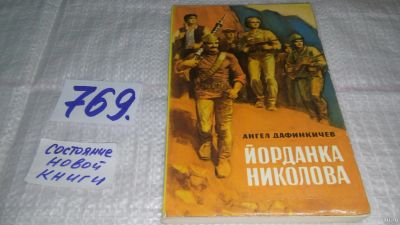 769.
СОСТОЯНИЕ
НОВОЙ
КНИГИ
АНГЕЛ ДАФИНКИЧЕВ
ЙОРДАНКА
НИКОЛОВА